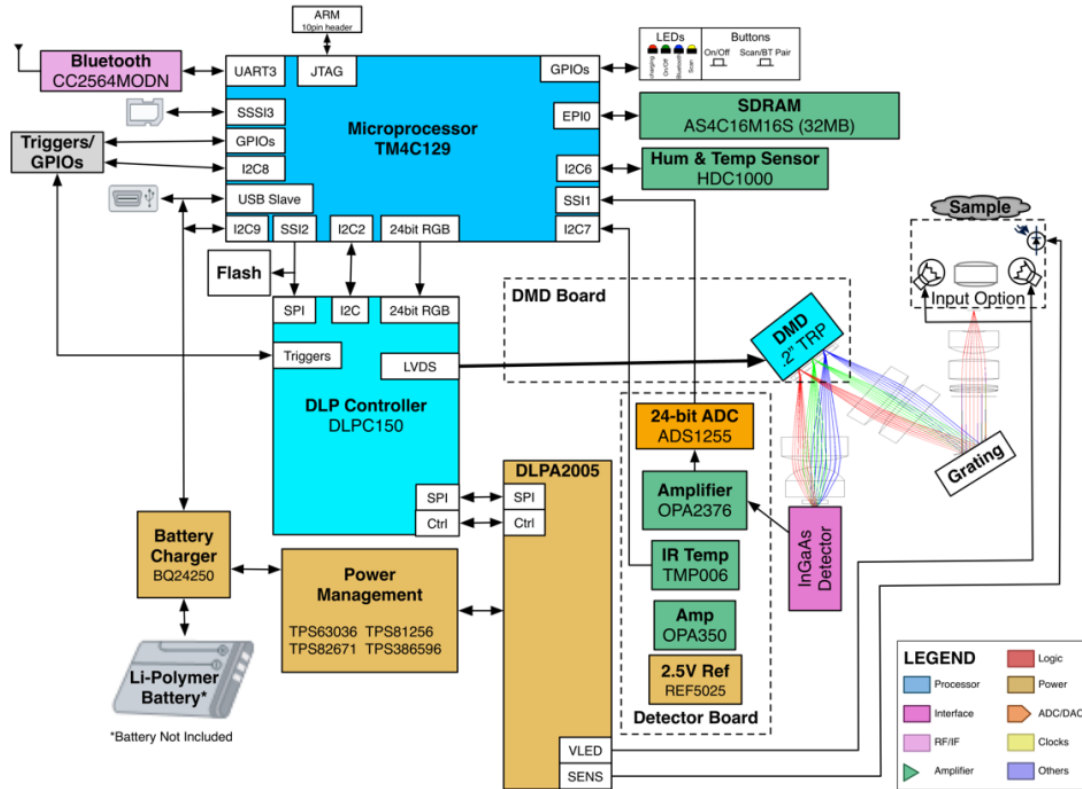 ARM
10pin header
Bluetooth
CC2564MODN
UART3
JTAG
GPIOs
LEDs
Buttons
On/Off
Scan/BT Pair
charging
On/Off
Bluetooth
Scan
SSSI3
Microprocessor
TM4C129
EPI0
SDRAM
AS4C16M16S (32MB)
Triggers/
GPIOs
GPIOs
I2C8
I2C6
Hum & Temp Sensor
HDC1000
USB Slave
SSI1
I2C9
SSI2
I2C2
24bit RGB
I2C7
Sample
Input Option
Flash
DMD Board
SPI
I2C
24bit RGB
DMD
.2” TRP
Triggers
LVDS
DLP Controller
DLPC150
24-bit ADC
ADS1255
Grating
DLPA2005
SPI
Ctrl
SPI
Ctrl
Amplifier
OPA2376
InGaAs
Detector
Battery
Charger
BQ24250
Power
Management
TPS63036 TPS81256
TPS82671 TPS386596
IR Temp
TMP006
Amp
OPA350
2.5V Ref
REF5025
Detector Board
Li-Polymer
Battery*
*Battery Not Included
VLED
SENS
LEGEND
Processor
Interface
RF/IF
Amplifier
Logic
Power
ADC/DAC
Clocks
Others